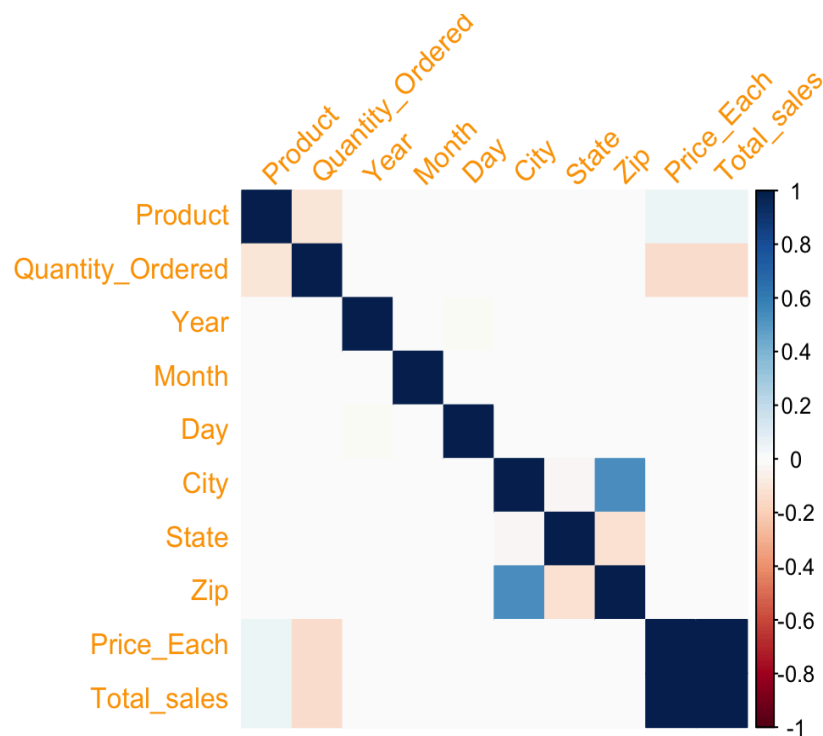 Product
Quantity_Ordered
Year
Month
Day
City
State
Zip
Price_Each
Total_sales
Product
Quantity_Ordered
Year
Month
Day
City
State
Zip
Price_Each
Total_sales
1
0.8
0.6
0.4
0.2
0
-0.2
-0.4
-0.6
-0.8
-1